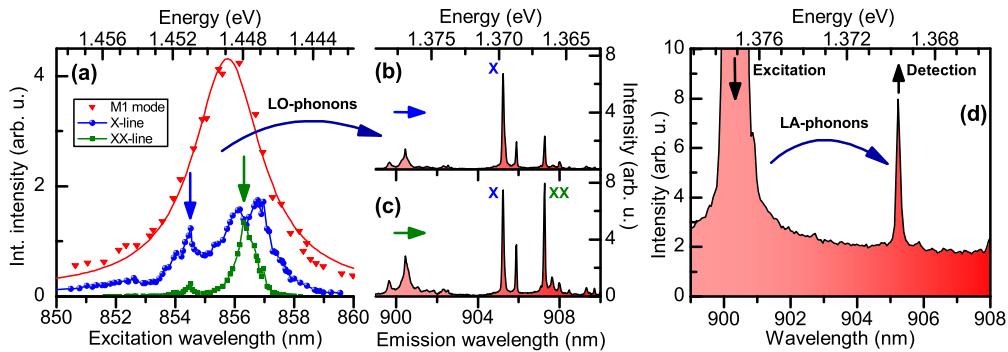 Energy (eV)
1.456 1.452 1.448 1.444
(a)
M1 mode
X-line
XX-line
LO-phonons
4
2
0
Int. intensity (arb. u.)
850 852 854 856 858 860
Excitation wavelength (nm)
Energy (eV)
1.375 1.370 1.365
(b)
X
8
4
0
(c)
X
XX
8
4
0
Intensity (arb. u.)
900 904 908
Emission wavelength (nm)
Energy (eV)
1.376 1.372 1.368
Excitation
Detection
LA-phonons
(d)
10
8
6
4
2
0
Intensity (arb. u.)
900 902 904 906 908
Wavelength (nm)